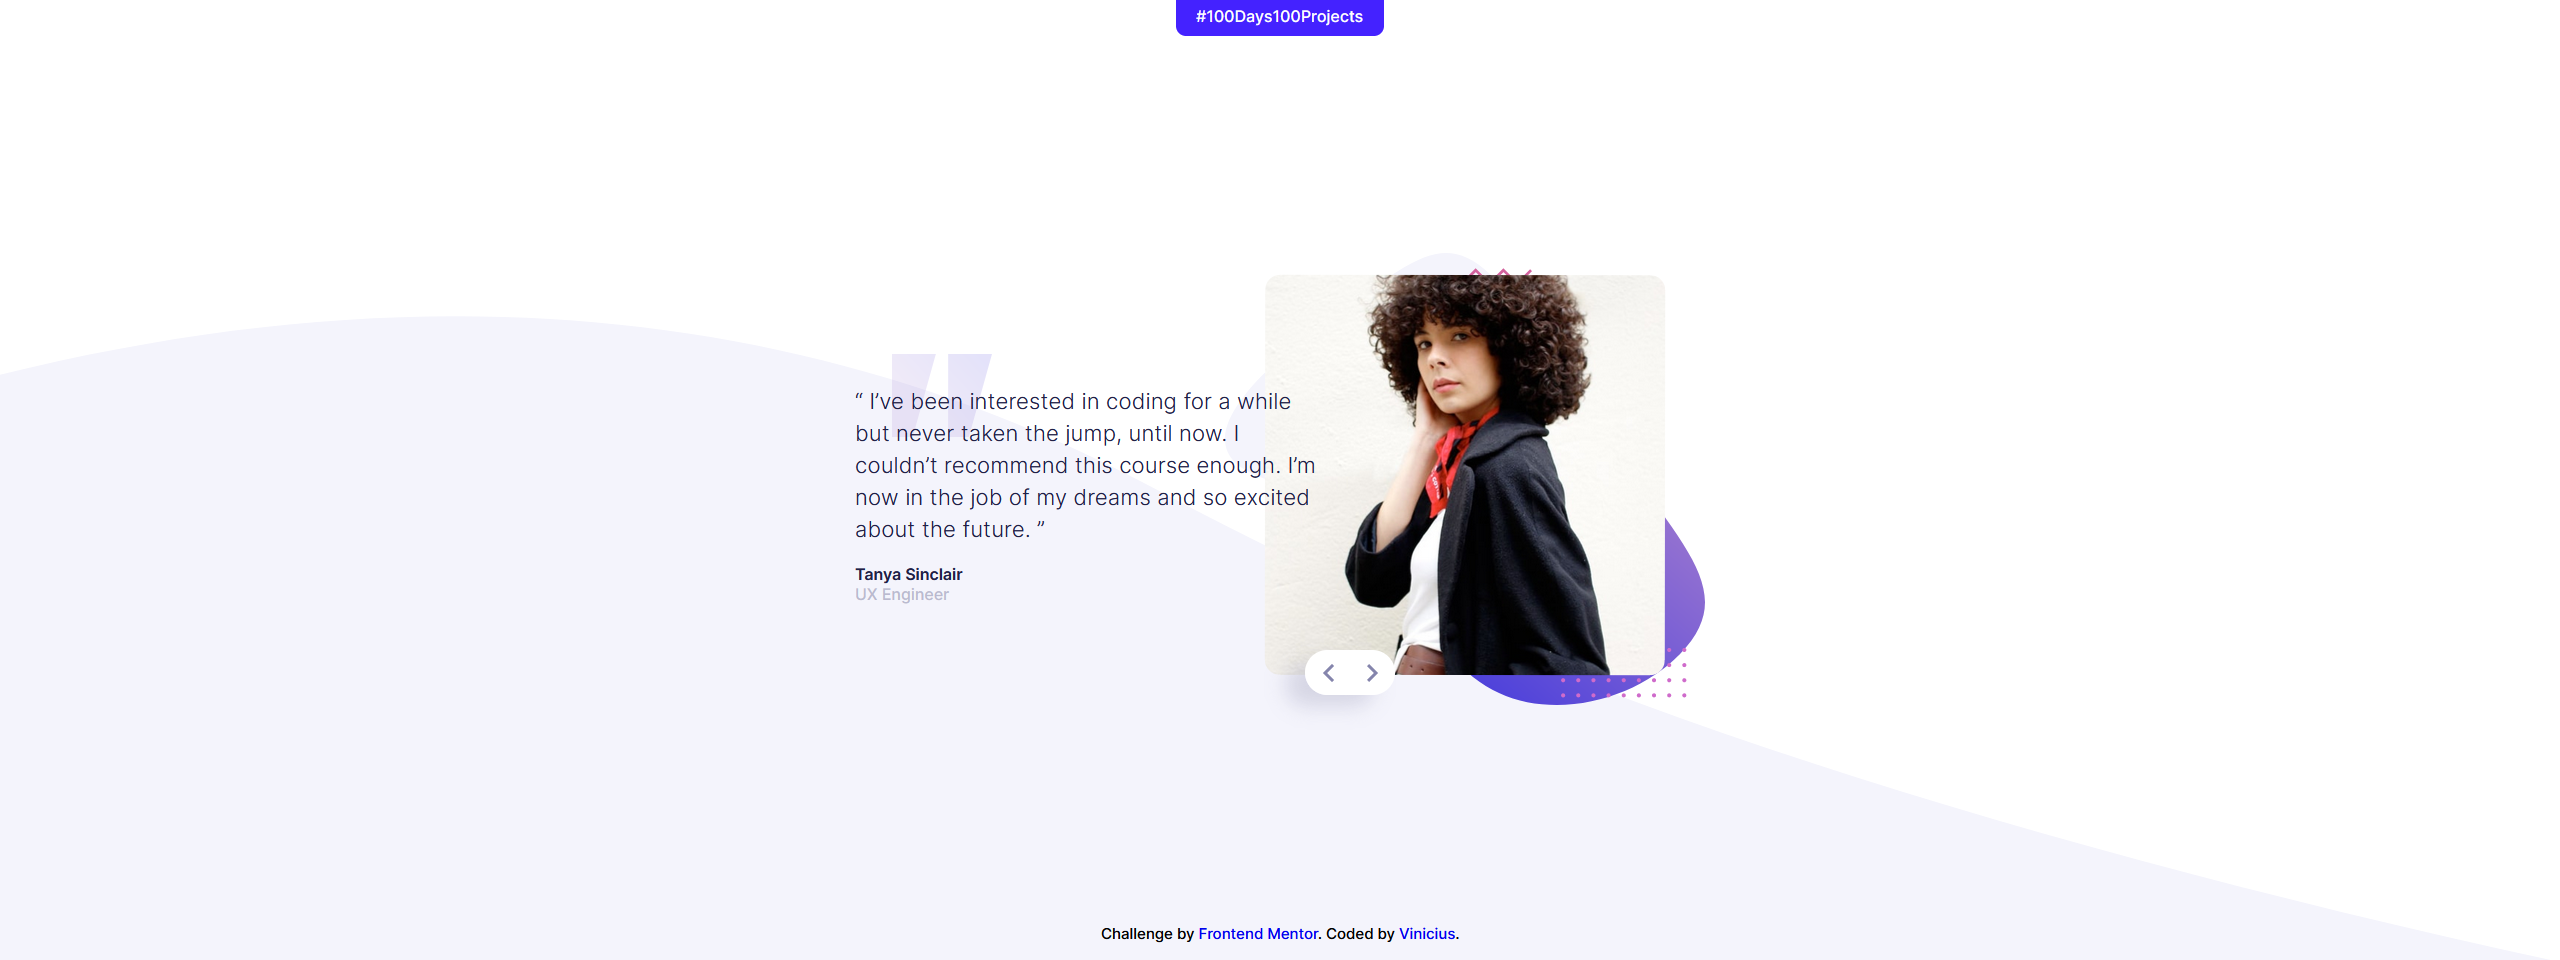 #100Days100Projects
“ I’ve been interested in coding for a while
but never taken the jump, until now. I
couldn’t recommend this course enough. I’m
now in the job of my dreams and so excited
about the future. ”
Tanya Sinclair
UX Engineer
Challenge by Frontend Mentor. Coded by Vinicius.